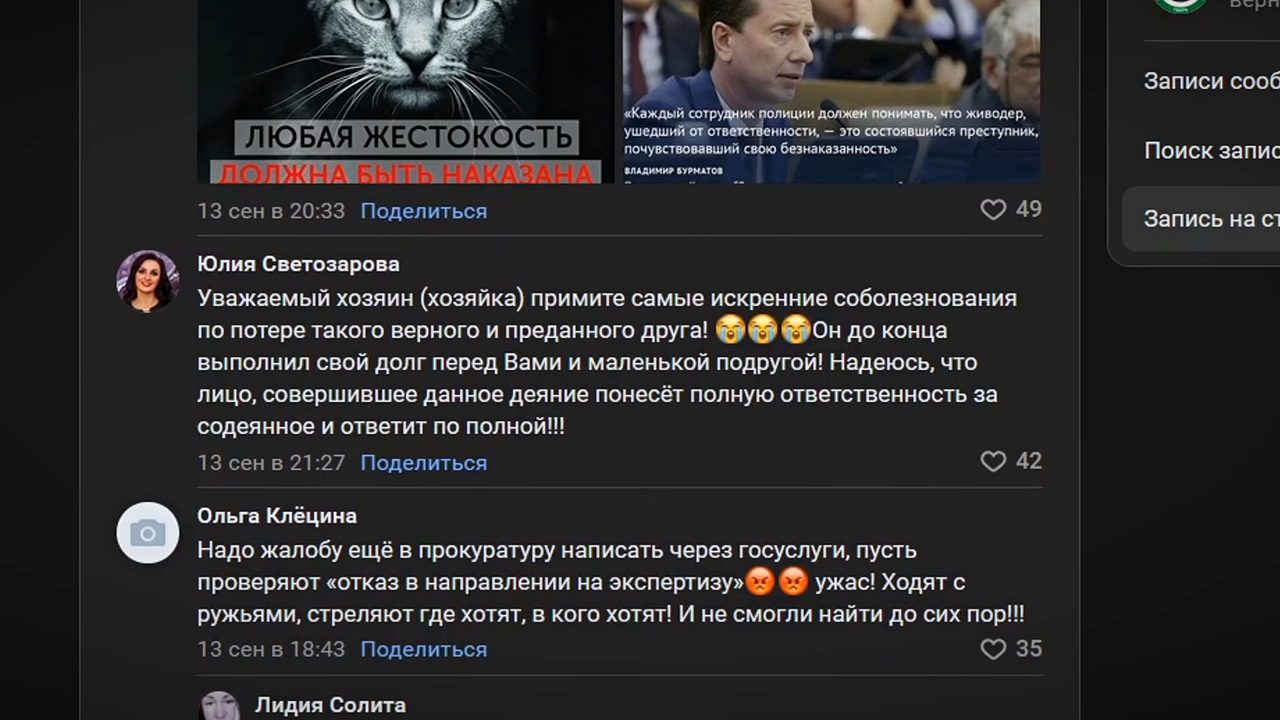 ЛЮБАЯ ЖЕСТОКОСТЬ
ДОЛЖНА БЫТЬ НАКАЗАНА
«Каждый сотрудник полиции должен понимать, что живодер,
ушедший от ответственности, — это состоявшийся преступник,
почувствовавший свою безнаказанность»
ВЛАДИМИР БУРМАТОВ
13 сен в 20:33 Поделиться
49
Юлия Светозарова
Уважаемый хозяин (хозяйка) примите самые искренние соболезнования
по потере такого верного и преданного друга! 😭😭😭Он до конца
выполнил свой долг перед Вами и маленькой подругой! Надеюсь, что
лицо, совершившее данное деяние понесёт полную ответственность за
содеянное и ответит по полной!!!
13 сен в 21:27 Поделиться
42
Ольга Клёцина
Надо жалобу ещё в прокуратуру написать через госуслуги, пусть
проверяют «отказ в направлении на экспертизу»😡😡 ужас! Ходят с
ружьями, стреляют где хотят, в кого хотят! И не смогли найти до сих пор!!!
13 сен в 18:43 Поделиться
35
Лидия Солита
Записи сооб
Поиск запис
Запись на ст